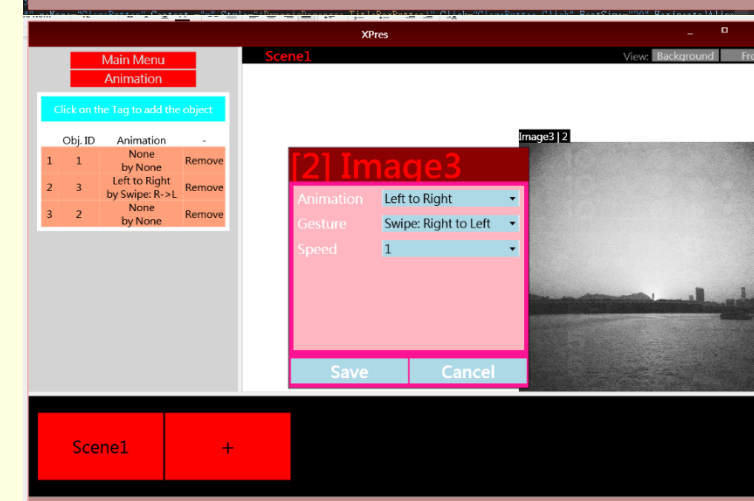 XPres
Main Menu
Animation
Scene1
View: Background
Click on the Tag to add the object
Obj. ID Animation -
1 1 None by None Remove
2 3 Left to Right by Swipe: R->L Remove
3 2 None by None Remove
Image3 | 2
[2] Image3
Animation Left to Right
Gesture Swipe: Right to Left
Speed 1
Save Cancel
Scene1 +